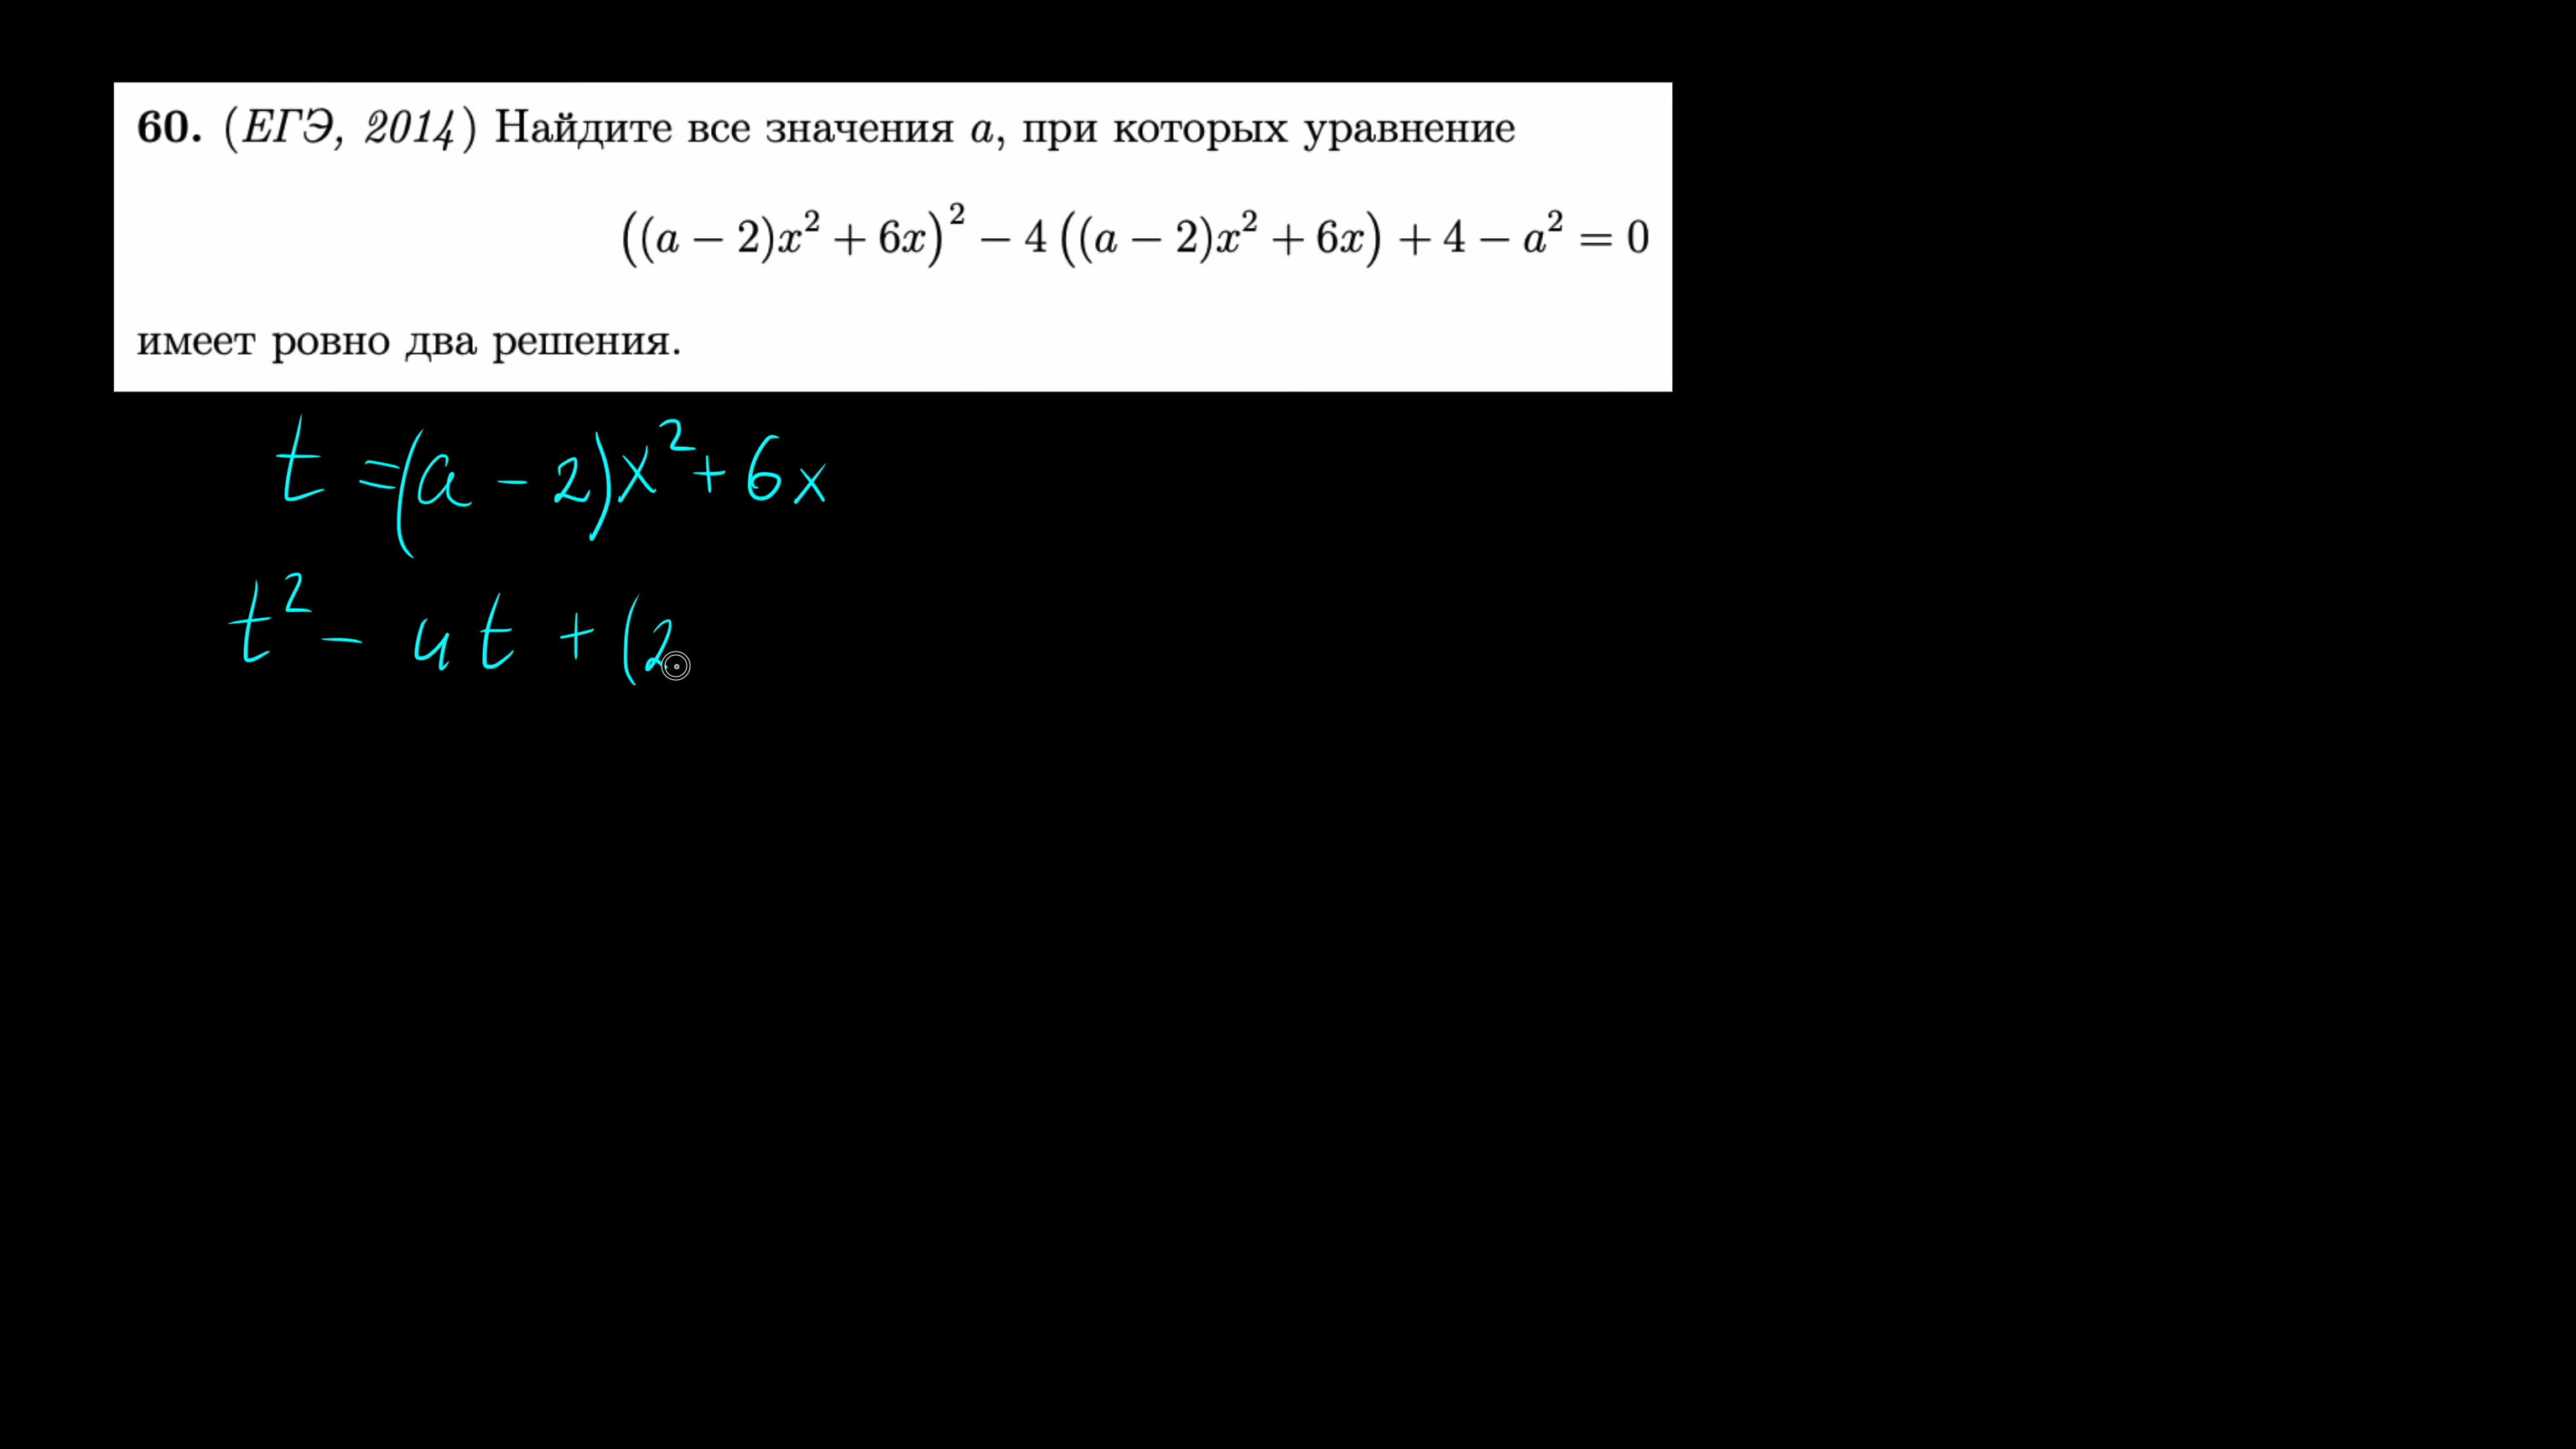 60. (ЕГЭ, 2014) Найдите все значения a, при которых уравнение
((a − 2)x² + 6x)² − 4 ((a − 2)x² + 6x) + 4 − a² = 0
имеет ровно два решения.
t = (a − 2)x² + 6x
t² − 4t + (2